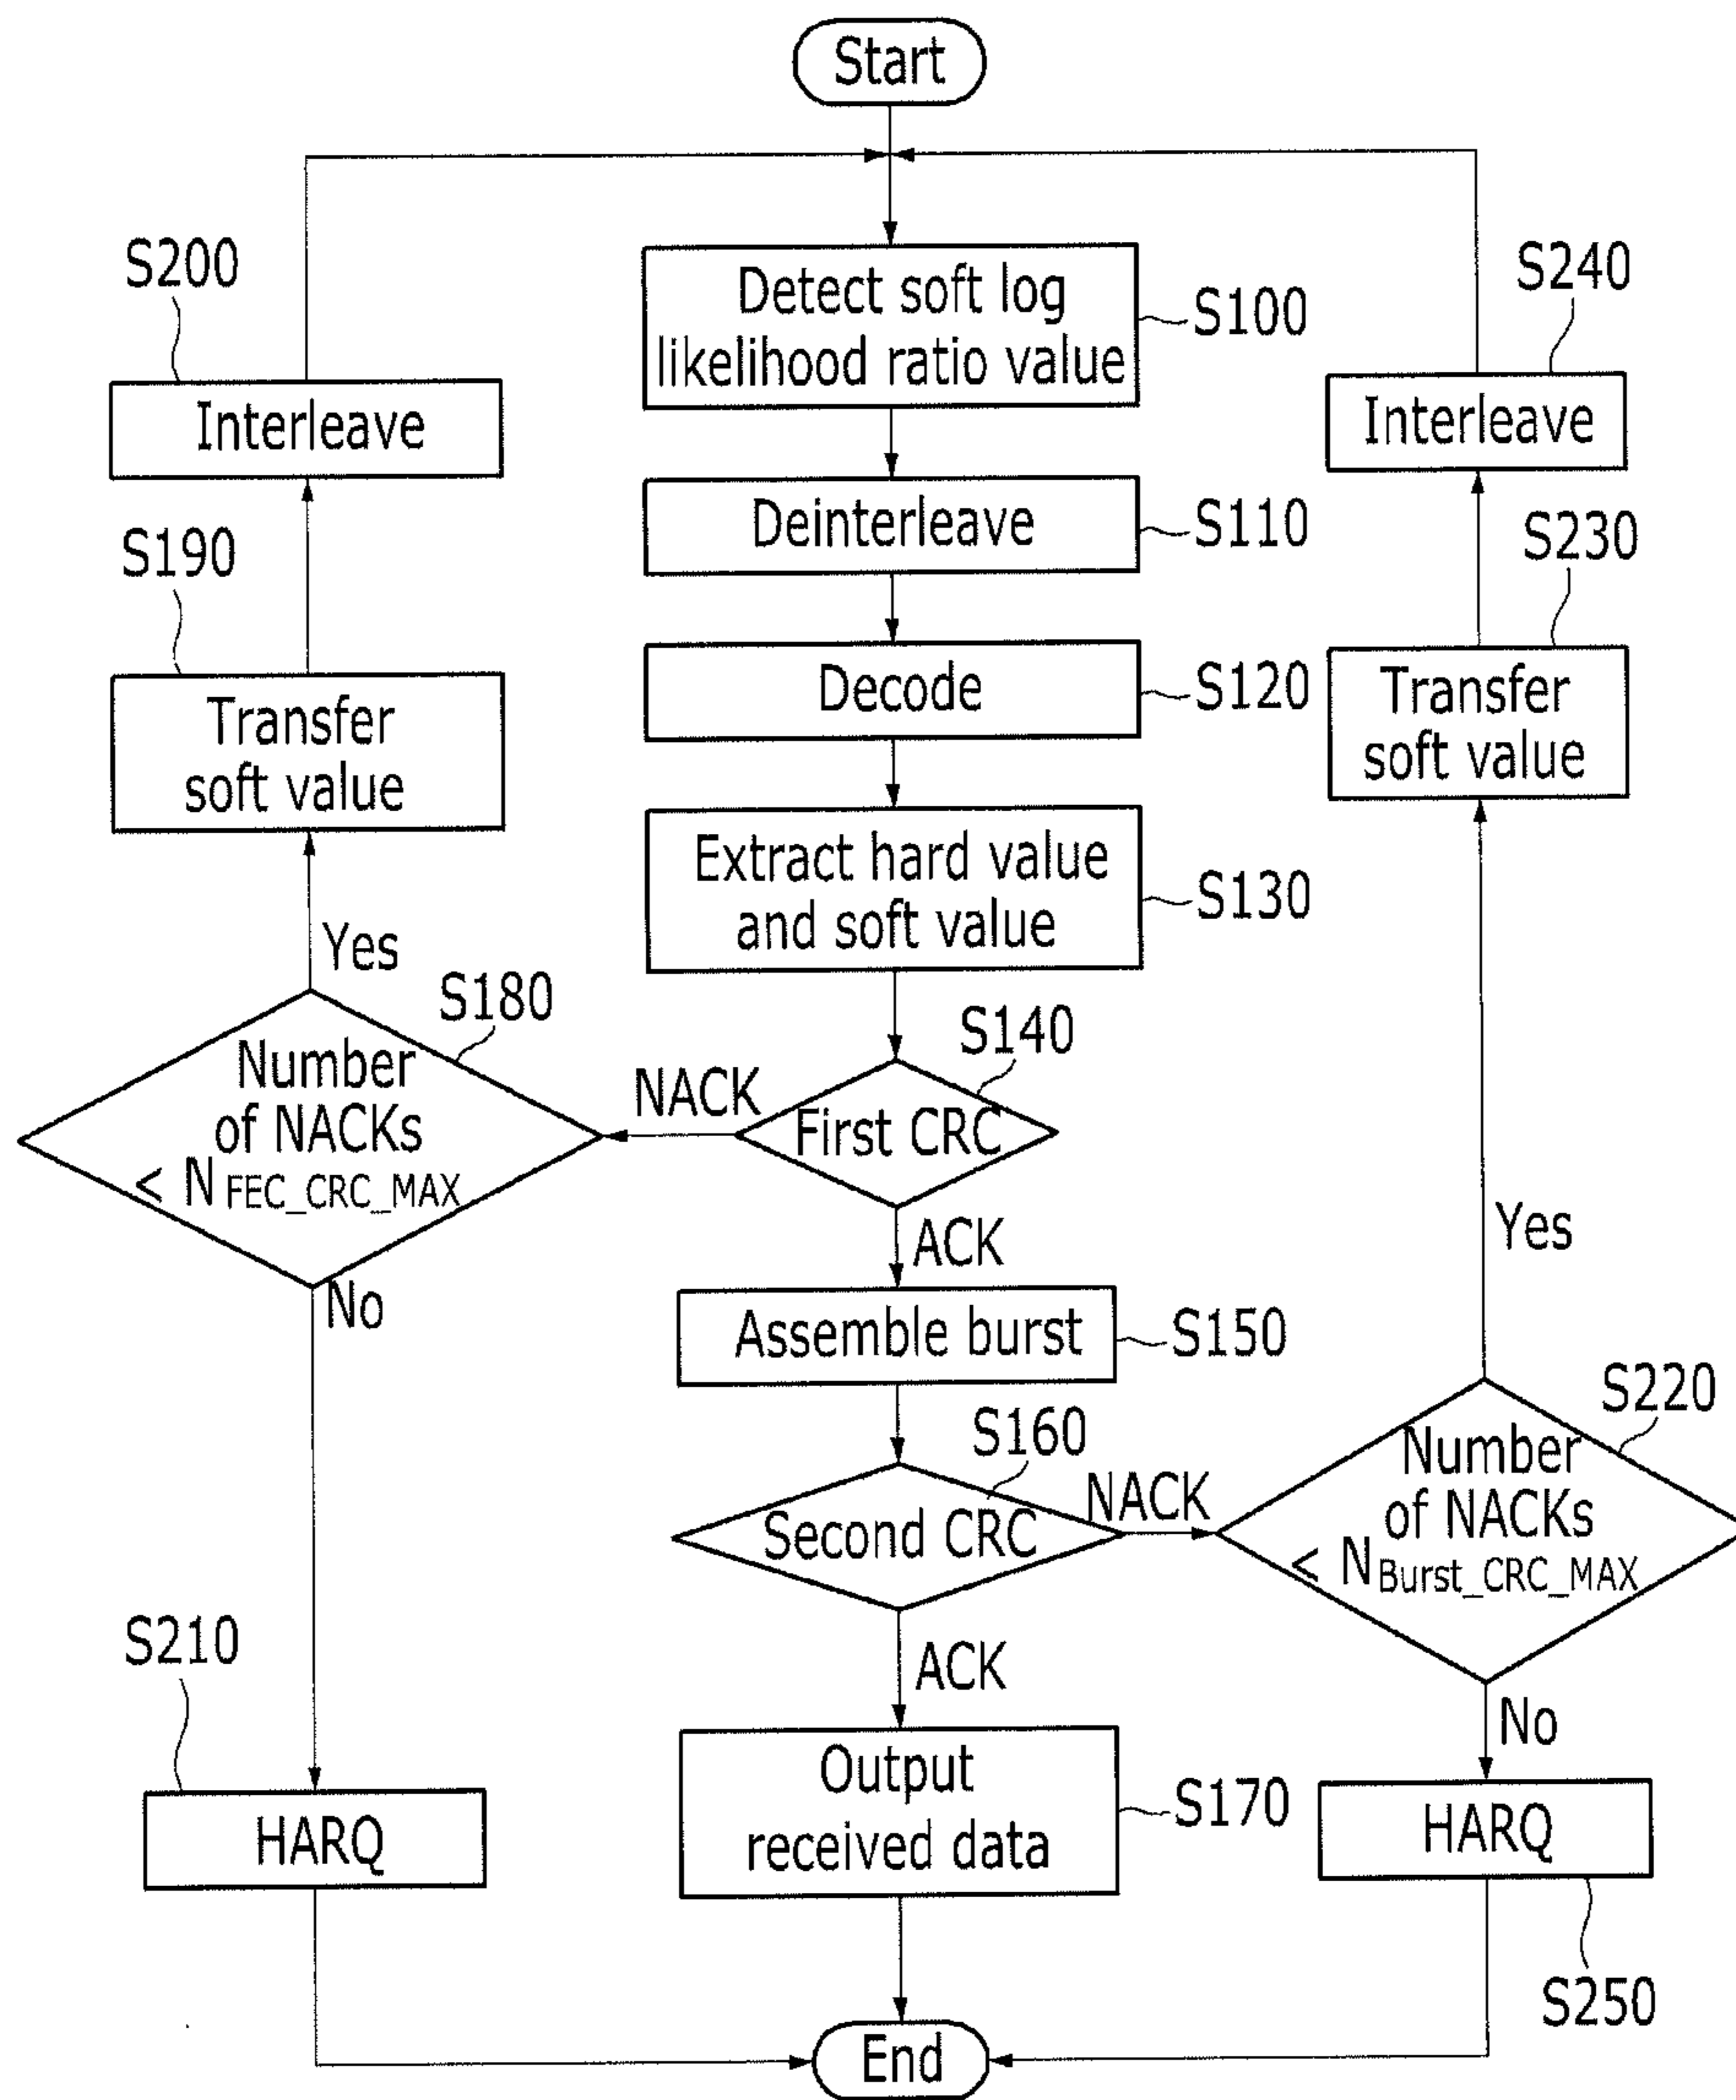 Start
S200
Detect soft log
likelihood ratio value
S100
S240
Interleave
Interleave
S190
Deinterleave
S110
S230
Transfer
soft value
Decode
S120
Transfer
soft value
Extract hard value
and soft value
S130
Yes
S180
Number
of NACKs
< NFEC_CRC_MAX
NACK
S140
First CRC
Yes
No
ACK
Assemble burst
S150
S160
Second CRC
NACK
S220
Number
of NACKs
< NBurst_CRC_MAX
S210
ACK
No
HARQ
Output
received data
S170
HARQ
S250
End